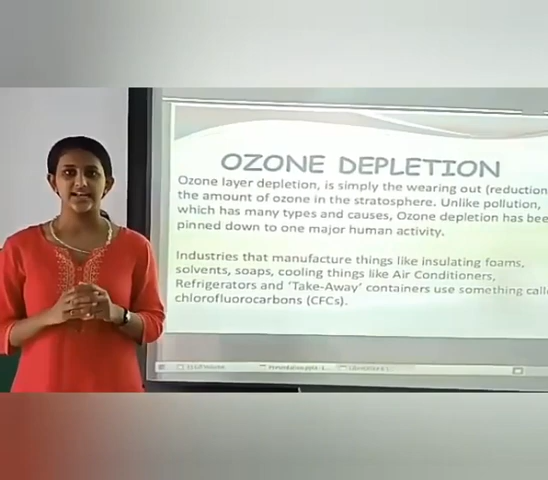 OZONE DEPLETION
Ozone layer depletion, is simply the wearing out (reduction
the amount of ozone in the stratosphere. Unlike pollution,
which has many types and causes, Ozone depletion has bee
pinned down to one major human activity.
Industries that manufacture things like insulating foams,
solvents, soaps, cooling things like Air Conditioners,
Refrigerators and ‘Take-Away’ containers use something calle
chlorofluorocarbons (CFCs).